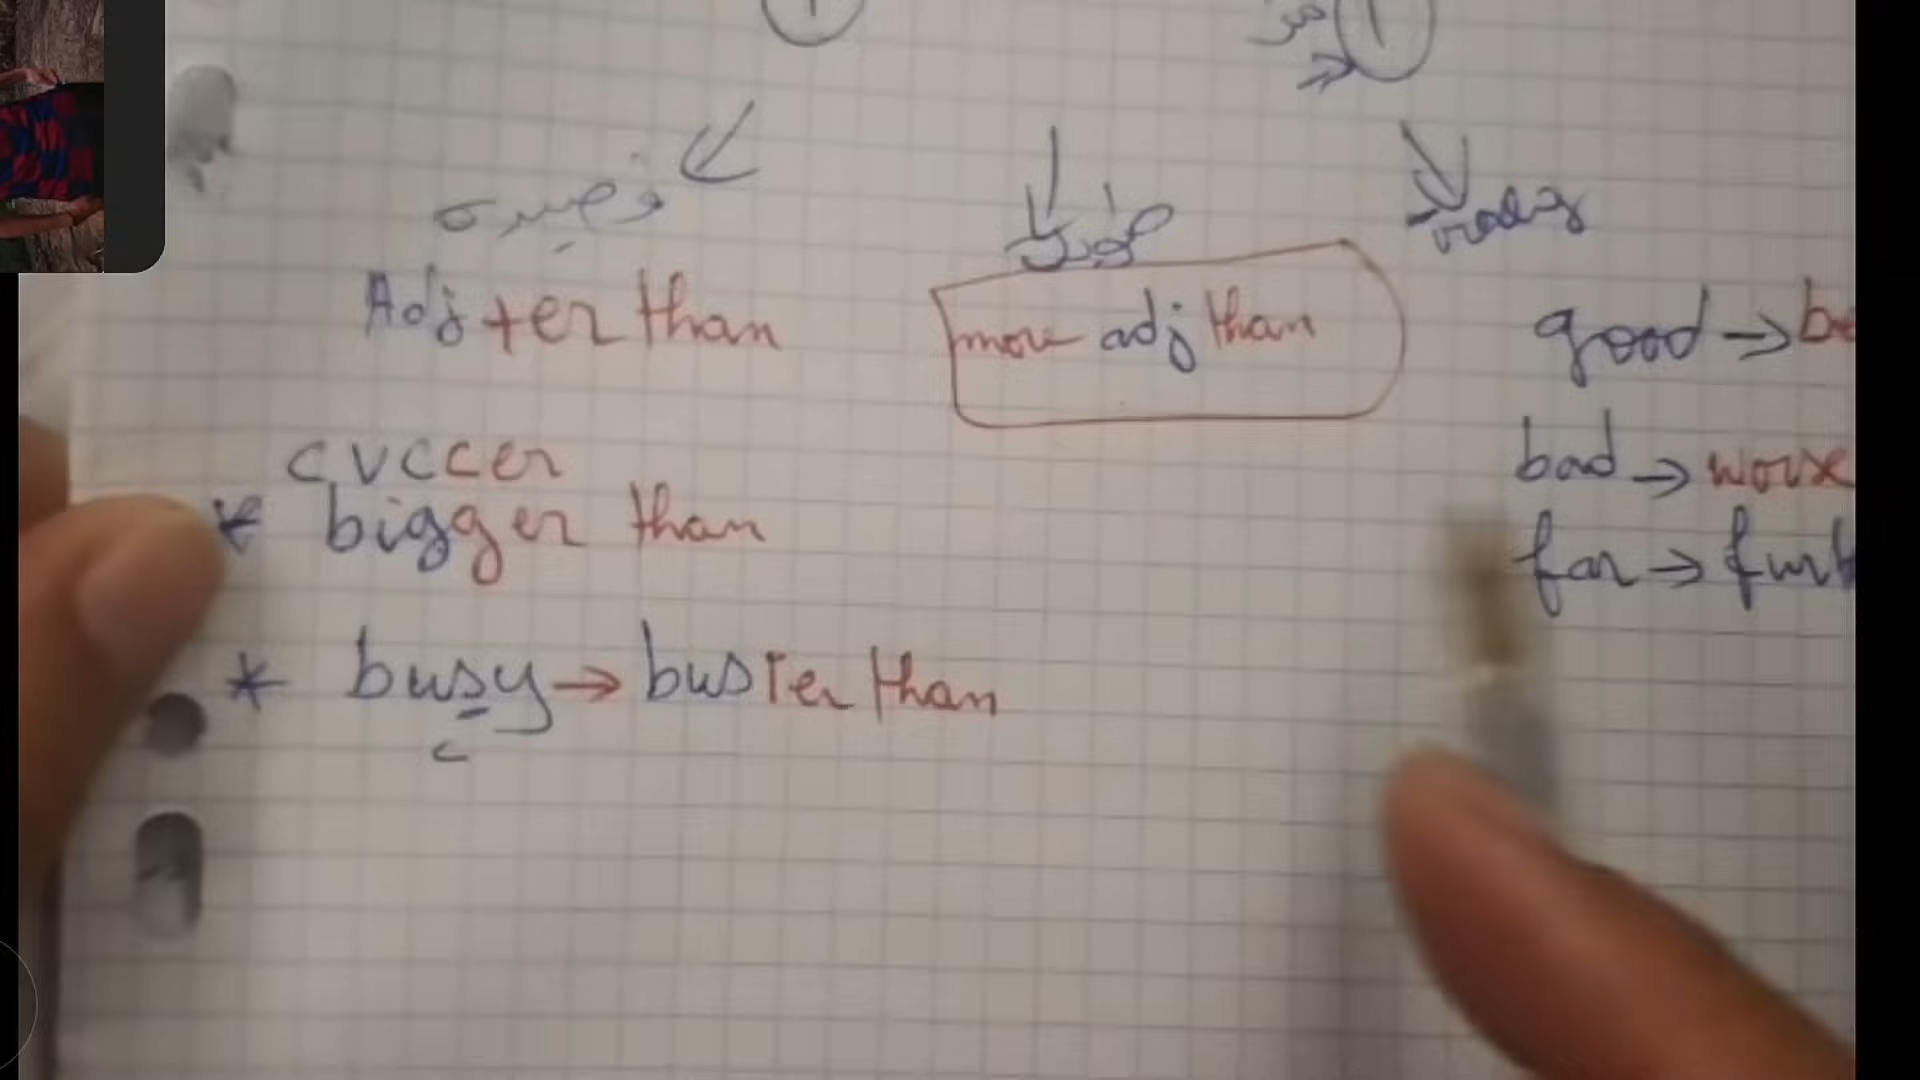 قصيرة
طويلة
Adj+er than
more adj than
good → be
cvccer
bad → worse
* bigger than
far → furt
* busy → busier than
c